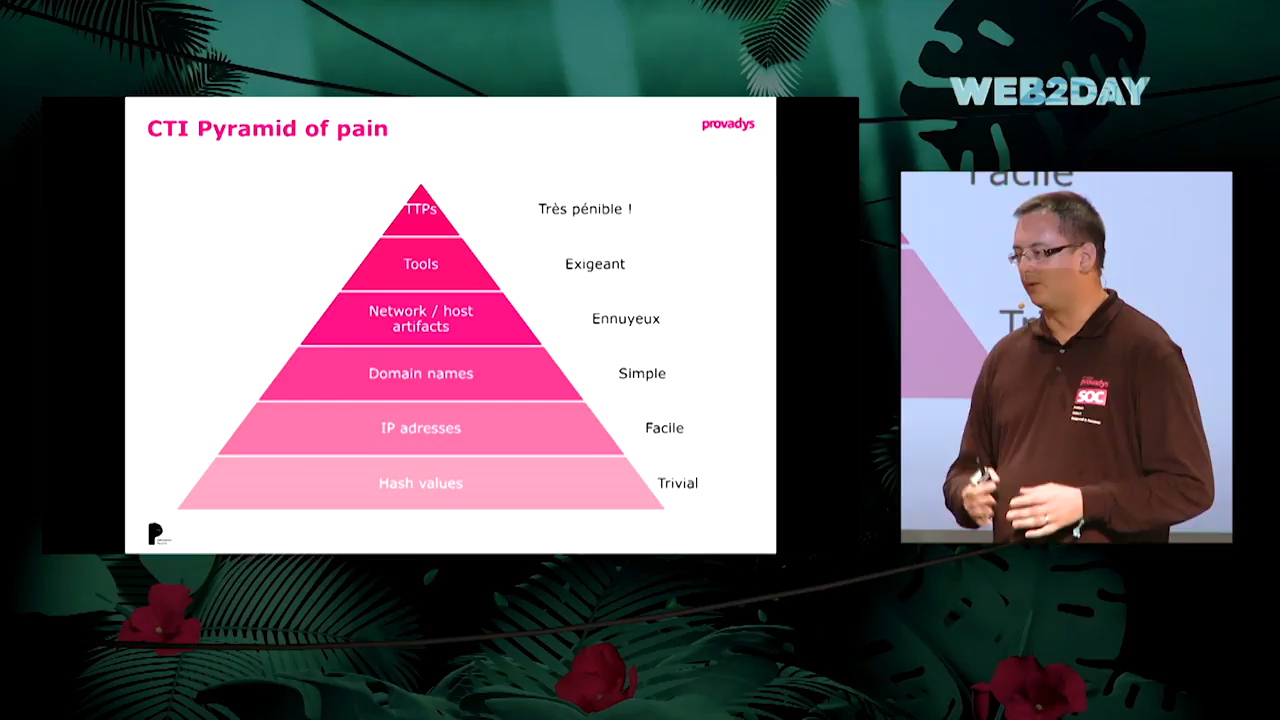 WEB2DAY
CTI Pyramid of pain
provadys
TTPs
Très pénible !
Tools
Exigeant
Network / host
artifacts
Ennuyeux
Domain names
Simple
IP adresses
Facile
Hash values
Trivial
Facile
provadys
SOC